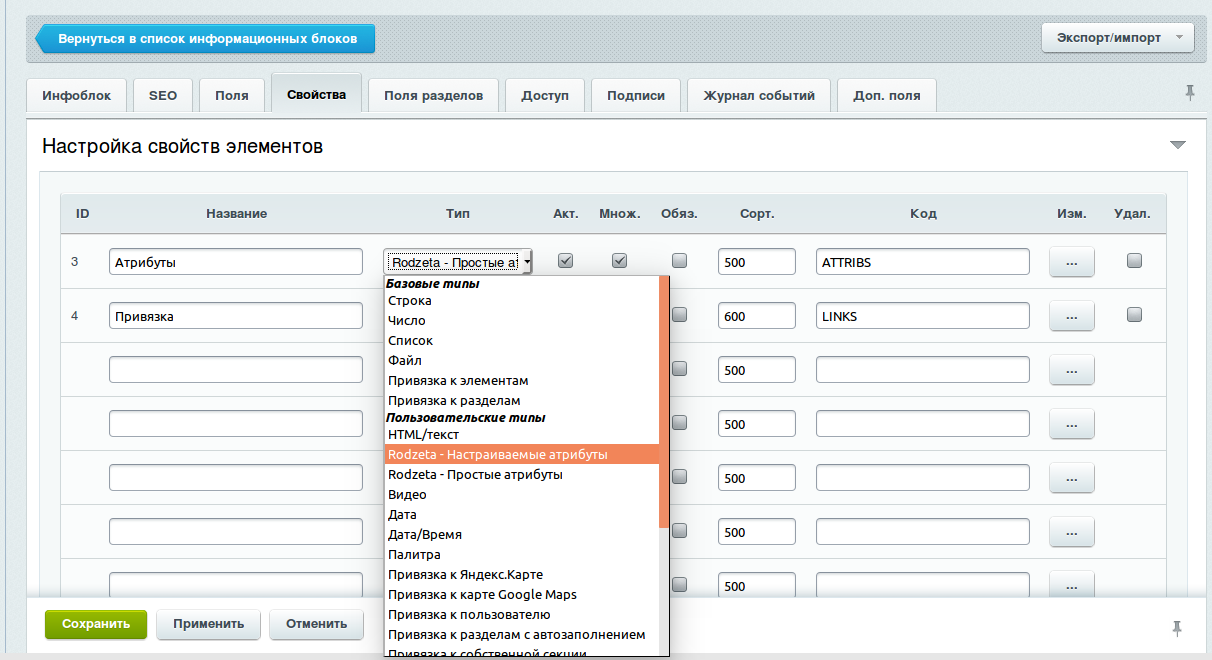 Вернуться в список информационных блоков
Экспорт/импорт
Инфоблок SEO Поля Свойства Поля разделов Доступ Подписи Журнал событий Доп. поля
Настройка свойств элементов
ID Название Тип Акт. Множ. Обяз. Сорт. Код Изм. Удал.
3 Атрибуты Rodzeta - Простые ат 500 ATTRIBS ...
Базовые типы
Строка
4 Привязка 600 LINKS ...
Число
Список
Файл
500 ...
Привязка к элементам
Привязка к разделам
Пользовательские типы
500 ...
HTML/текст
Rodzeta - Настраиваемые атрибуты
Rodzeta - Простые атрибуты
500 ...
Видео
Дата
Дата/Время
500 ...
Палитра
Привязка к Яндекс.Карте
500 ...
Привязка к карте Google Maps
Привязка к пользователю
Сохранить Применить Отменить
Привязка к разделам с автозаполнением
Привязка к собственной секции